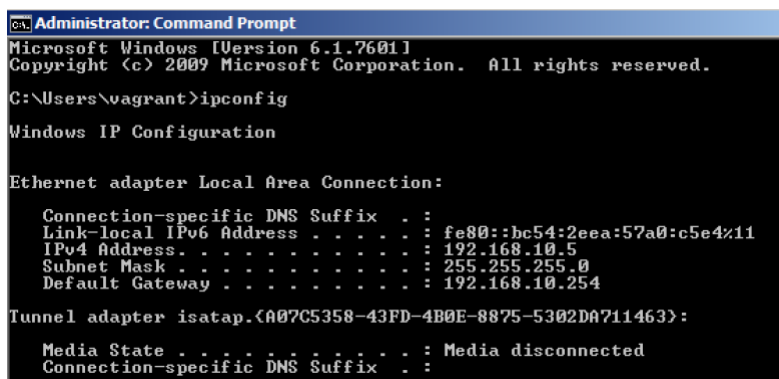 Administrator: Command Prompt
Microsoft Windows [Version 6.1.7601]
Copyright (c) 2009 Microsoft Corporation.  All rights reserved.
C:\Users\vagrant>ipconfig
Windows IP Configuration
Ethernet adapter Local Area Connection:
Connection-specific DNS Suffix  . :
Link-local IPv6 Address . . . . . : fe80::bc54:2eea:57a0:c5e4%11
IPv4 Address. . . . . . . . . . . : 192.168.10.5
Subnet Mask . . . . . . . . . . . : 255.255.255.0
Default Gateway . . . . . . . . . : 192.168.10.254
Tunnel adapter isatap.{A07C5358-43FD-4B0E-8875-5302DA711463}:
Media State . . . . . . . . . . . : Media disconnected
Connection-specific DNS Suffix  . :